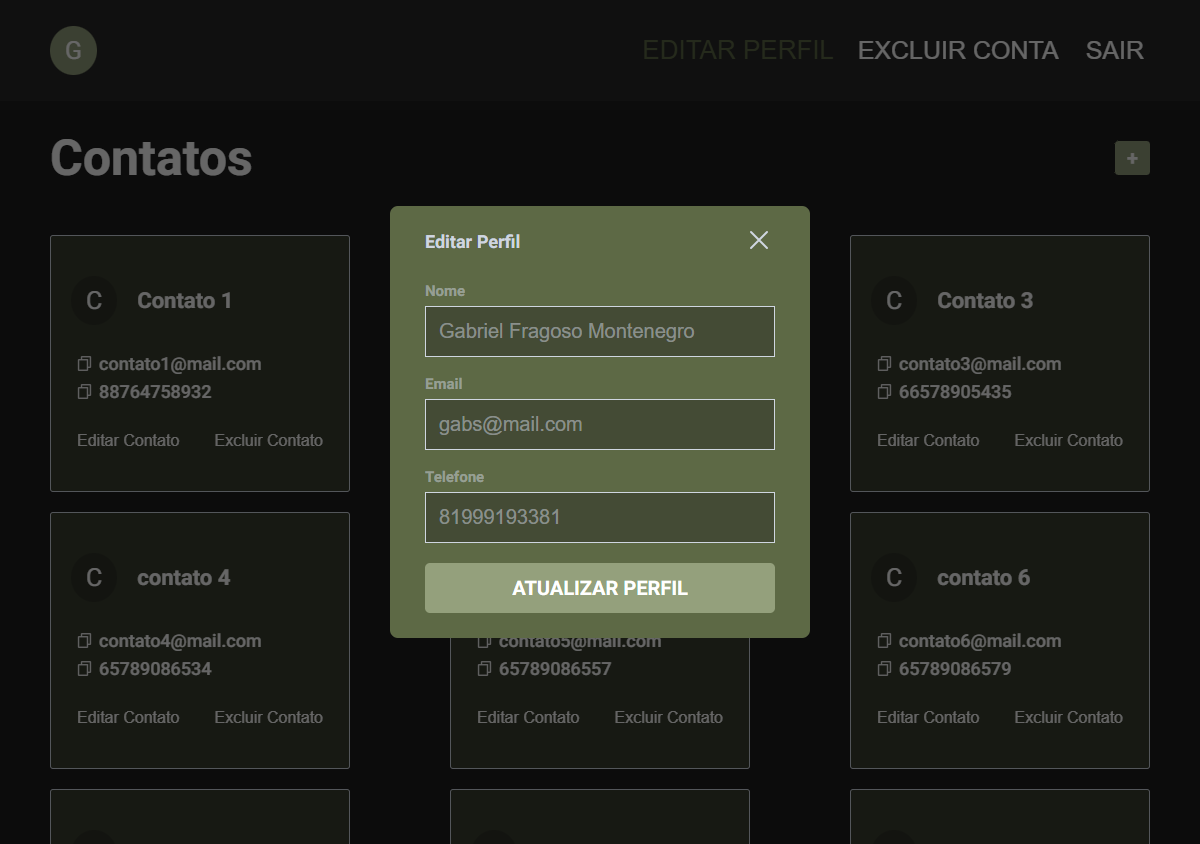 G
EDITAR PERFIL EXCLUIR CONTA SAIR
Contatos
+
Editar Perfil
Nome
Gabriel Fragoso Montenegro
Email
gabs@mail.com
Telefone
81999193381
ATUALIZAR PERFIL
C Contato 1
contato1@mail.com
88764758932
Editar Contato Excluir Contato
C Contato 3
contato3@mail.com
66578905435
Editar Contato Excluir Contato
C contato 4
contato4@mail.com
65789086534
Editar Contato Excluir Contato
contato5@mail.com
65789086557
Editar Contato Excluir Contato
C contato 6
contato6@mail.com
65789086579
Editar Contato Excluir Contato